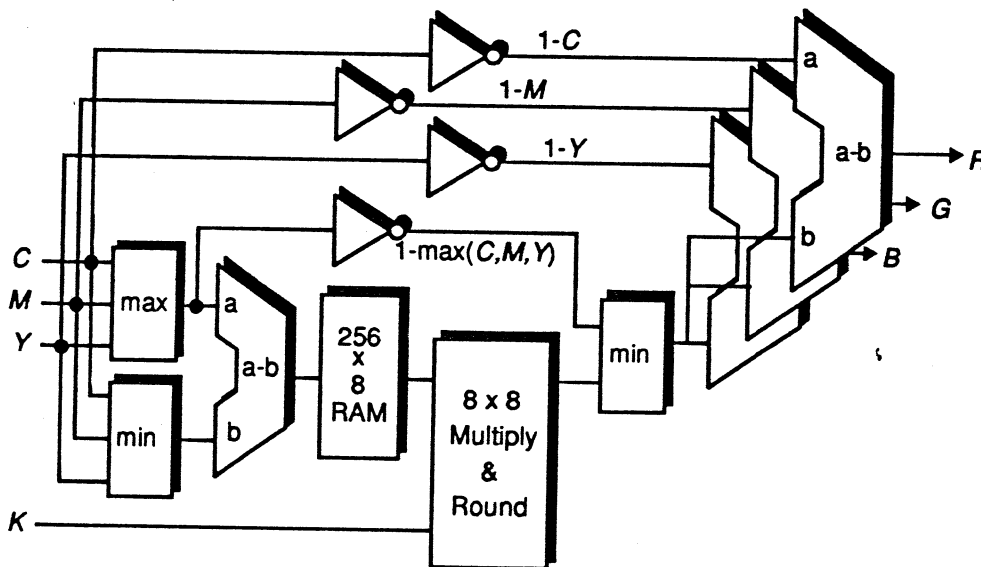 1-C
a
1-M
1-Y
a-b
R
G
C
1-max(C,M,Y)
b
B
M
max
a
Y
a-b
256
x
8
RAM
min
min
b
8 x 8
Multiply
&
Round
K